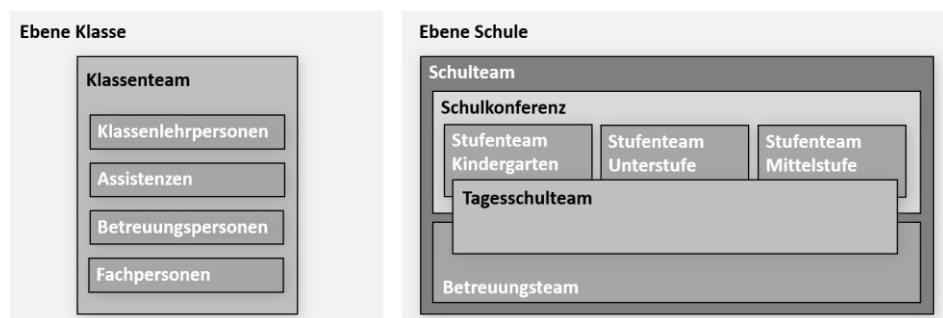 Ebene Klasse
Klassenteam
Klassenlehrpersonen
Assistenzen
Betreuungspersonen
Fachpersonen
Ebene Schule
Schulteam
Schulkonferenz
Stufenteam
Kindergarten
Stufenteam
Unterstufe
Stufenteam
Mittelstufe
Tagesschulteam
Betreuungsteam